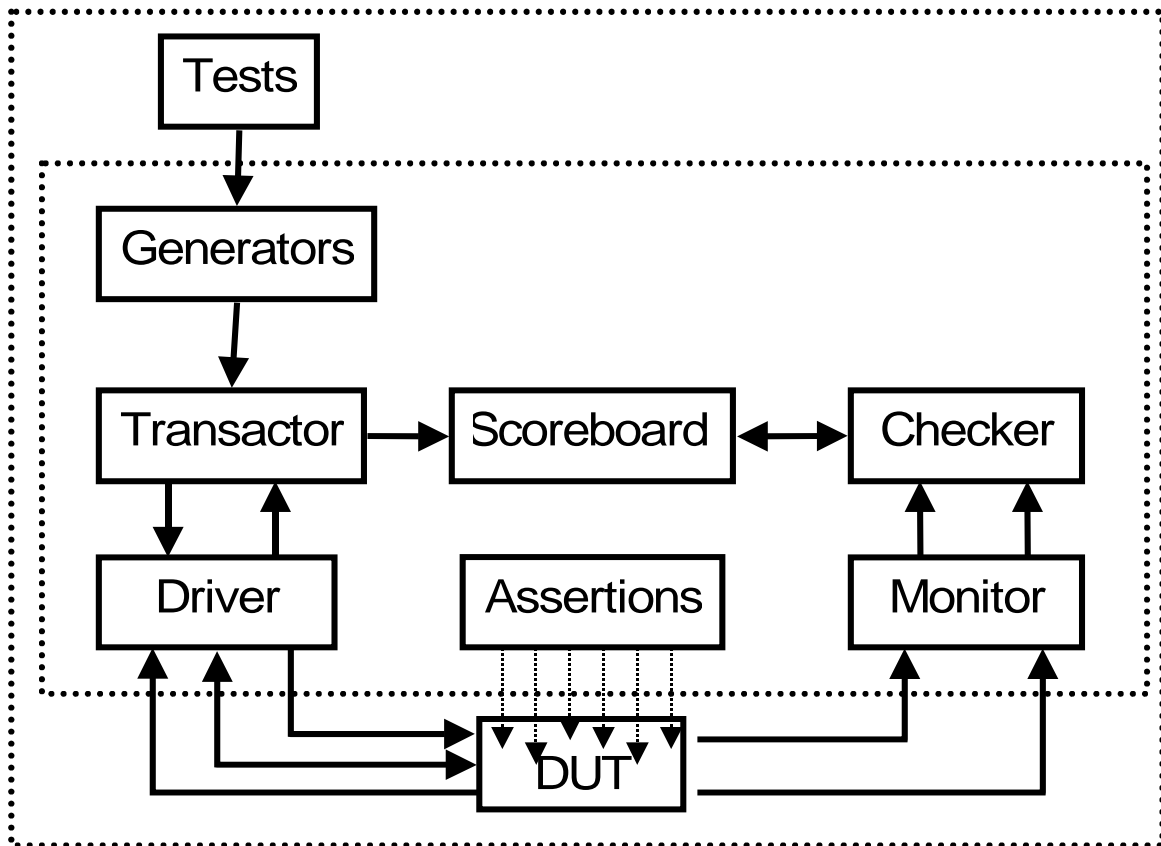 Tests
Generators
Transactor
Scoreboard
Checker
Driver
Assertions
Monitor
DUT